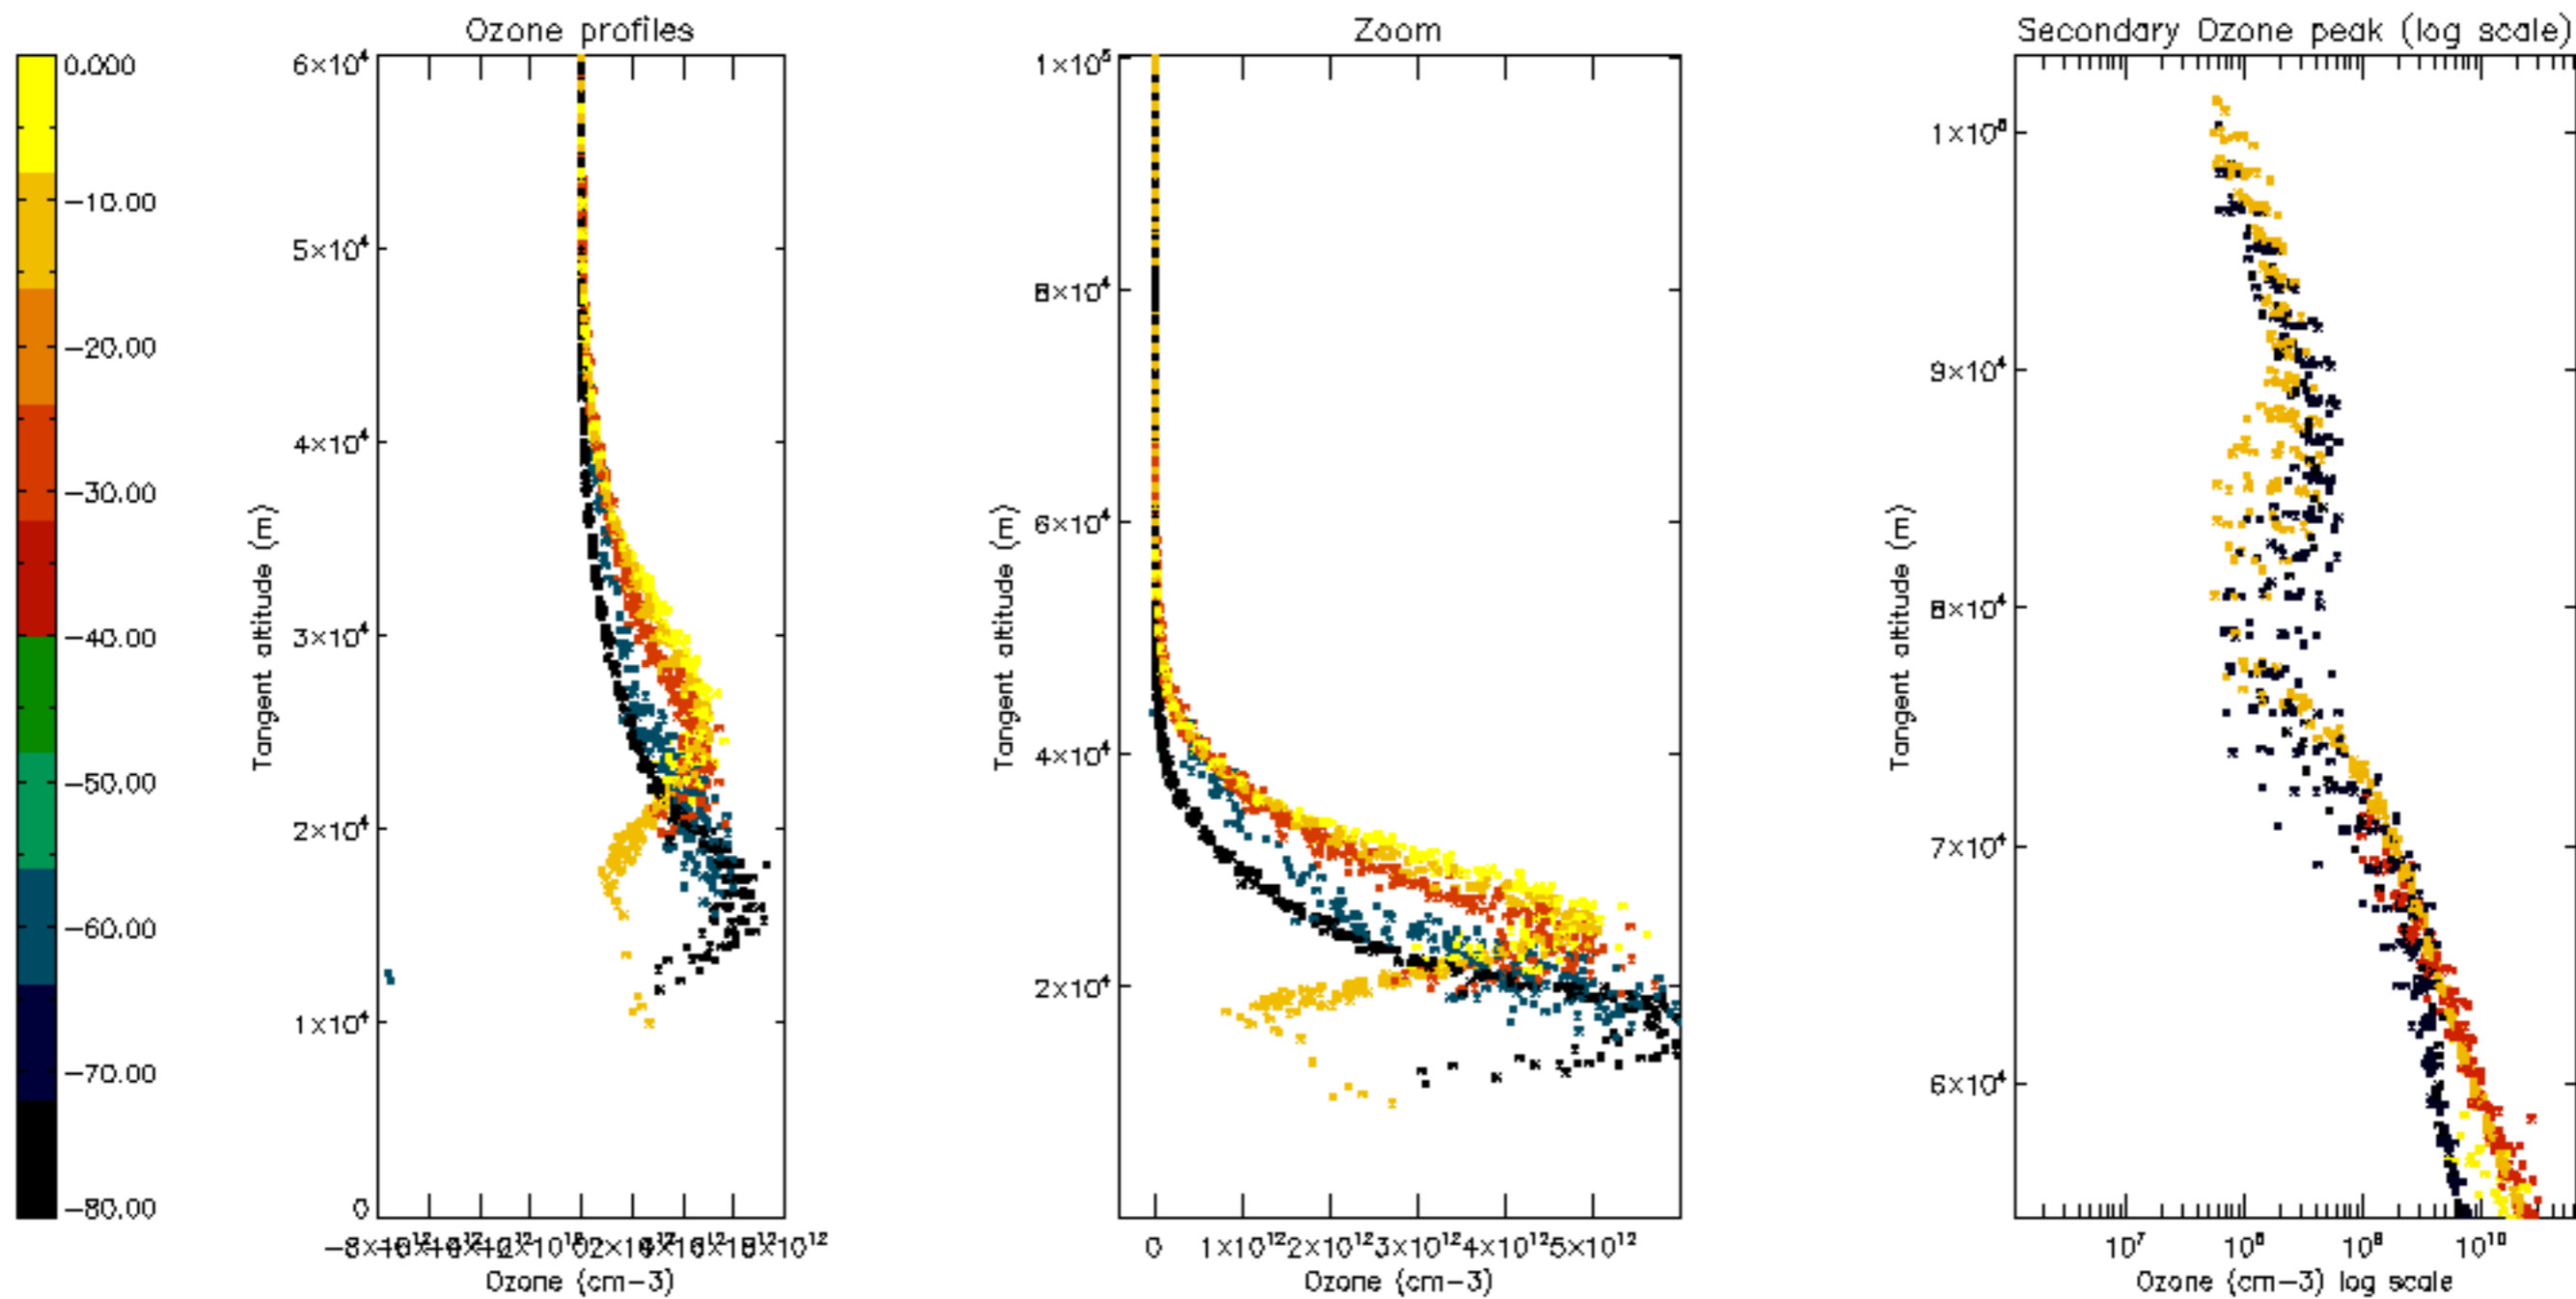 Ozone profiles
Zoom
Secondary Ozone peak (log scale)
0.000
−10.00
−20.00
−30.00
−40.00
−50.00
−60.00
−70.00
−80.00
6×10⁴
5×10⁴
4×10⁴
3×10⁴
2×10⁴
1×10⁴
0
Tangent altitude (m)
Ozone (cm−3)
1×10⁵
8×10⁴
6×10⁴
4×10⁴
2×10⁴
Tangent altitude (m)
0 1×10¹² 2×10¹² 3×10¹² 4×10¹² 5×10¹²
Ozone (cm−3)
9×10⁴
8×10⁴
7×10⁴
6×10⁴
Tangent altitude (m)
10⁷ 10⁸ 10⁹ 10¹⁰
Ozone (cm−3) log scale